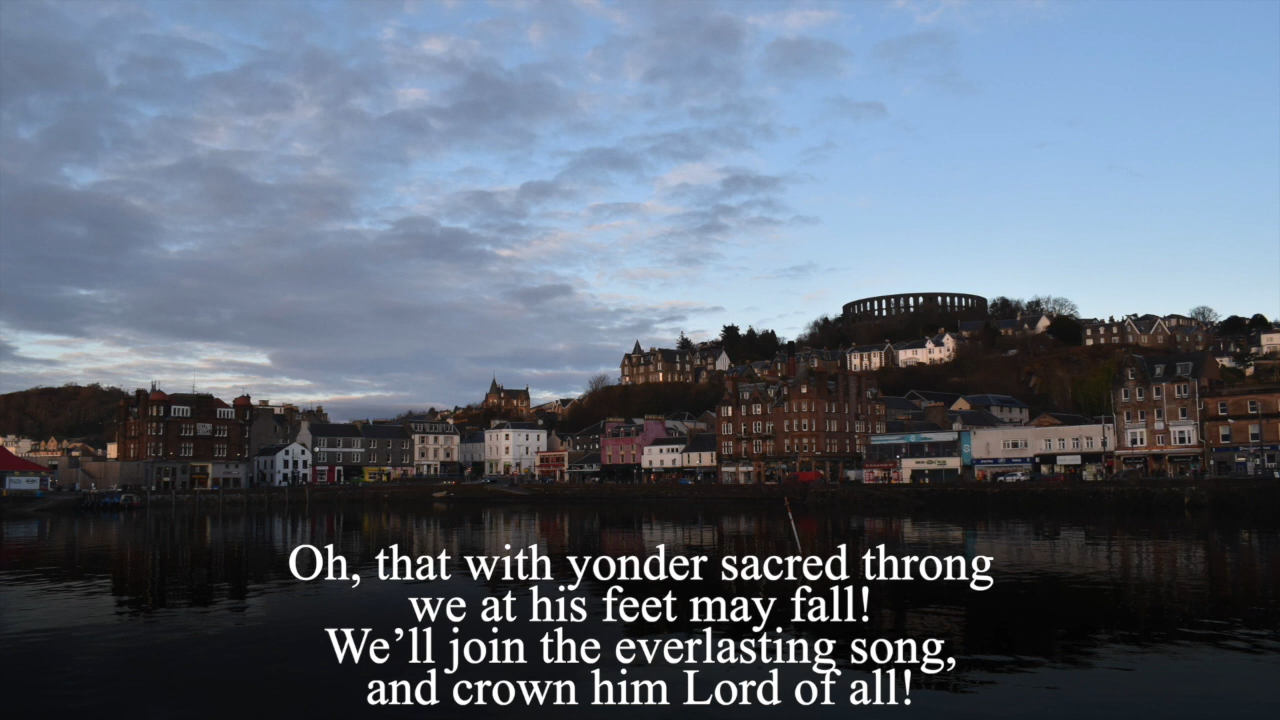 Oh, that with yonder sacred throng
we at his feet may fall!
We’ll join the everlasting song,
and crown him Lord of all!